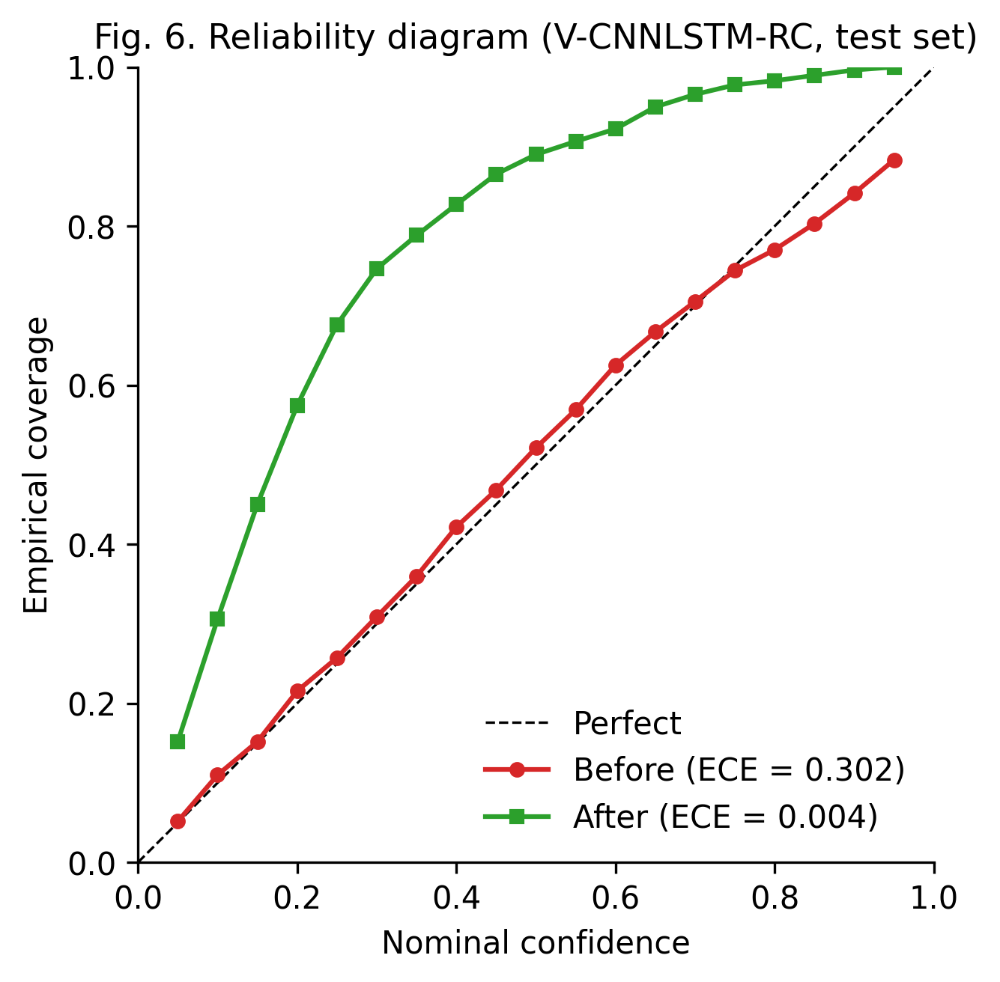 Fig. 6. Reliability diagram (V-CNNLSTM-RC, test set)
1.0
0.8
0.6
0.4
0.2
0.0
Empirical coverage
Perfect
Before (ECE = 0.302)
After (ECE = 0.004)
0.0 0.2 0.4 0.6 0.8 1.0
Nominal confidence